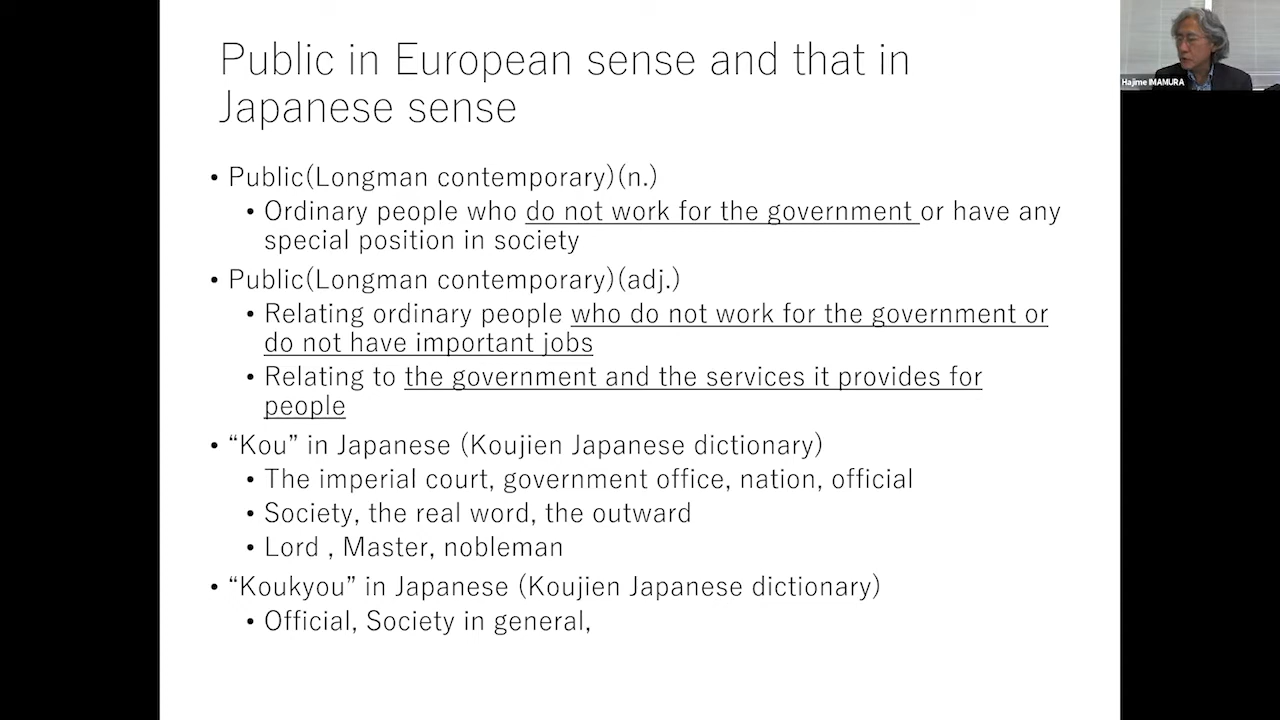 Public in European sense and that in
Japanese sense
• Public(Longman contemporary)(n.)
• Ordinary people who do not work for the government or have any
special position in society
• Public(Longman contemporary)(adj.)
• Relating ordinary people who do not work for the government or
do not have important jobs
• Relating to the government and the services it provides for
people
• “Kou” in Japanese (Koujien Japanese dictionary)
• The imperial court, government office, nation, official
• Society, the real word, the outward
• Lord , Master, nobleman
• “Koukyou” in Japanese (Koujien Japanese dictionary)
• Official, Society in general,
Hajime IMAMURA